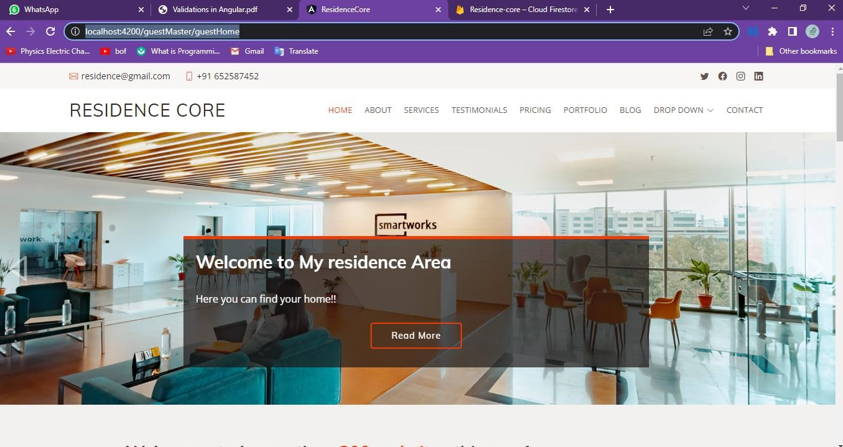 WhatsApp
Validations in Angular.pdf
ResidenceCore
Residence-core – Cloud Firestore
localhost:4200/guestMaster/guestHome
Physics Electric Cha...
bof
What is Programmi...
Gmail
Translate
Other bookmarks
residence@gmail.com
+91 652587452
RESIDENCE CORE
HOME ABOUT SERVICES TESTIMONIALS PRICING PORTFOLIO BLOG DROP DOWN CONTACT
smartworks
work
Welcome to My residence Area
Here you can find your home!!
Read More